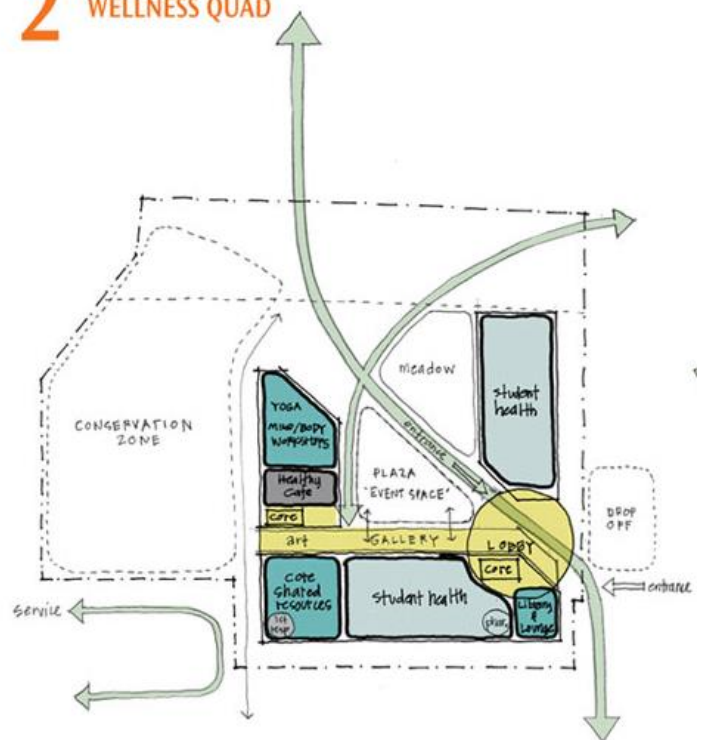 2
WELLNESS QUAD
meadow
student
health
YOGA
MIND/BODY
WORKSHOPS
CONSERVATION
ZONE
entrance
Healthy
Cafe
PLAZA
"EVENT SPACE"
core
DROP
OFF
art
GALLERY
LOBBY
core
core
shared
resources
student health
Library
&
Lounge
entrance
service